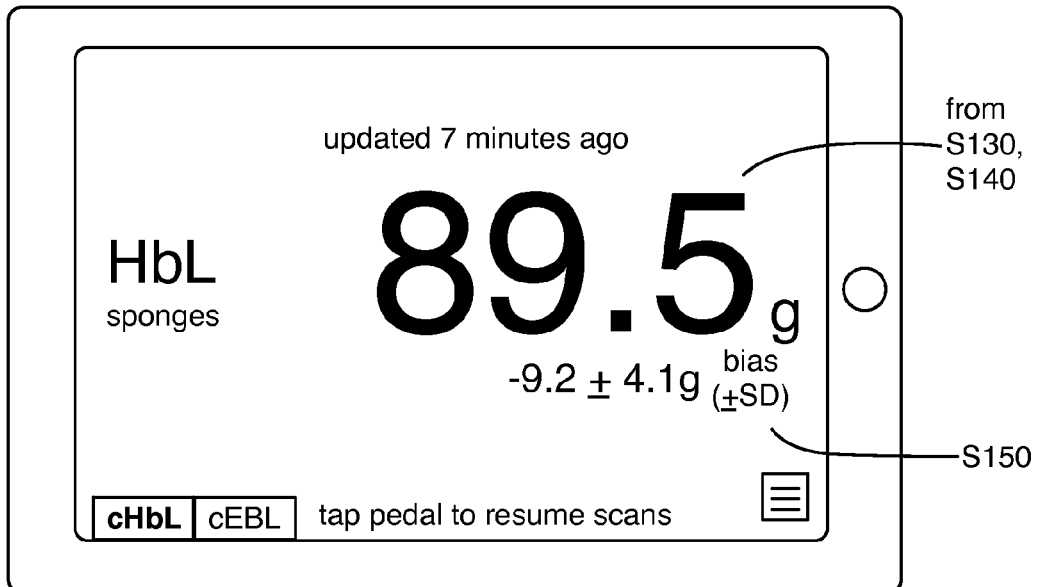 updated 7 minutes ago
from
S130,
S140
HbL
sponges
89.5 g
-9.2 ± 4.1g bias
(±SD)
S150
cHbL cEBL tap pedal to resume scans